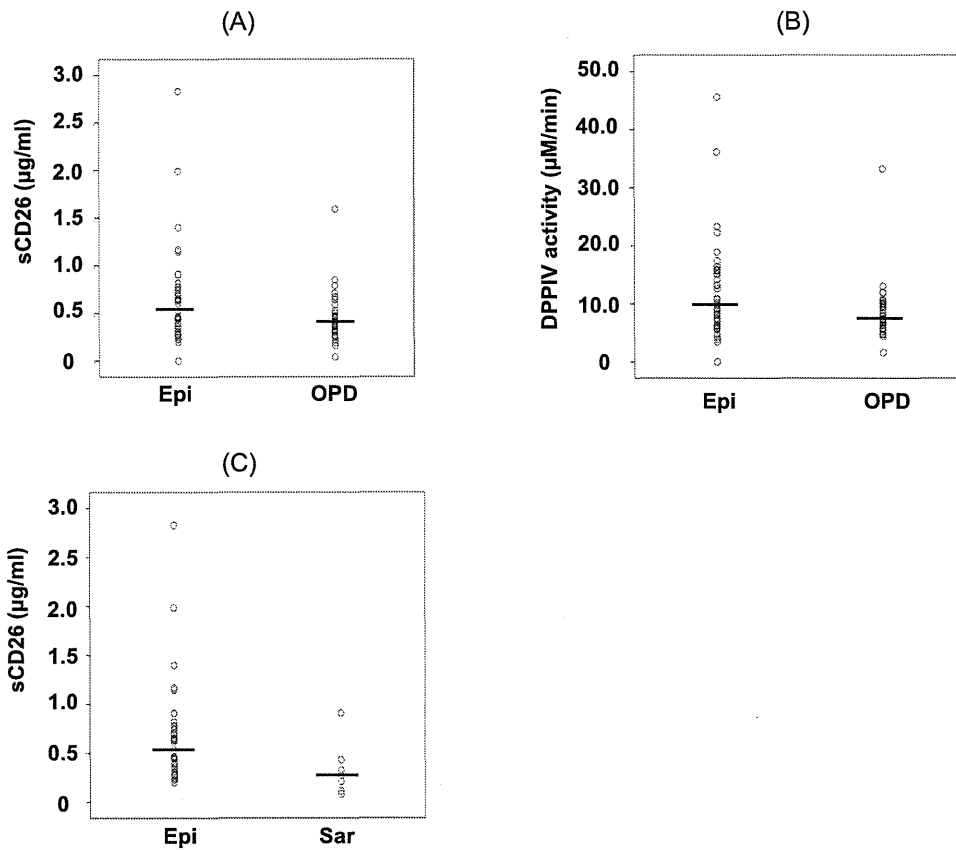 (A)
sCD26 (µg/ml)
3.0
2.5
2.0
1.5
1.0
0.5
0
Epi OPD
(B)
DPPIV activity (µM/min)
50.0
40.0
30.0
20.0
10.0
0
Epi OPD
(C)
sCD26 (µg/ml)
3.0
2.5
2.0
1.5
1.0
0.5
0
Epi Sar